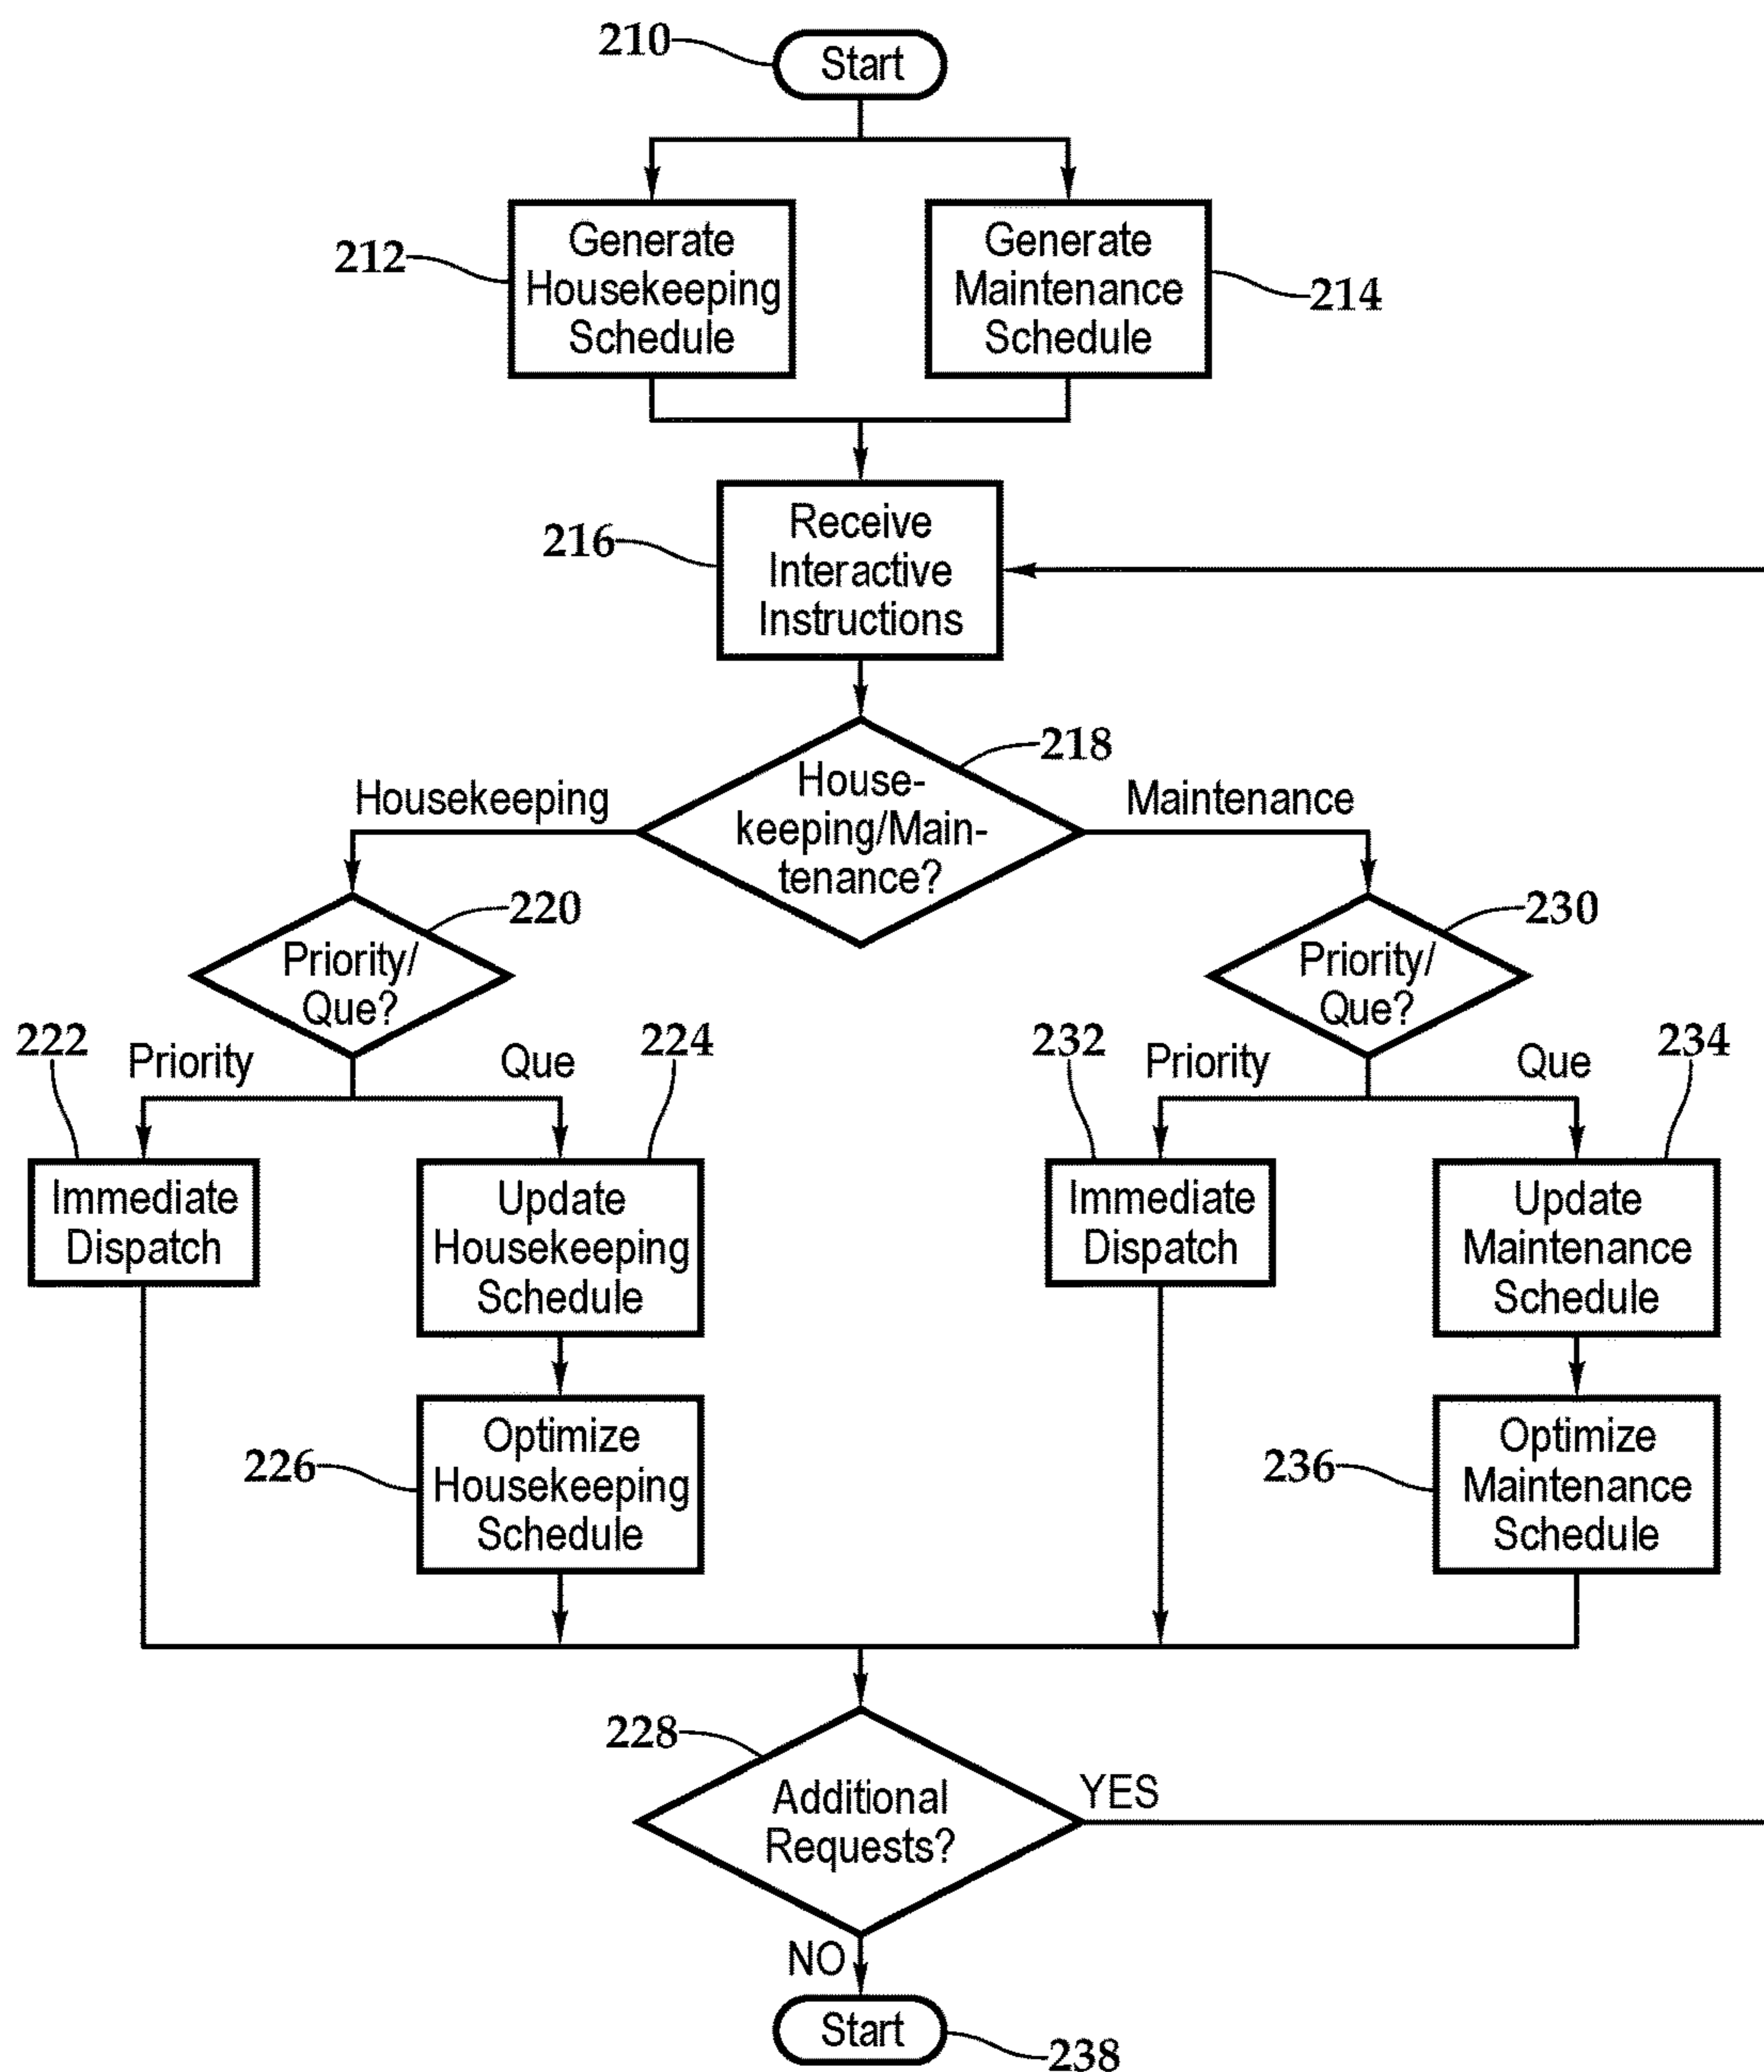 210
Start
212
Generate
Housekeeping
Schedule
Generate
Maintenance
Schedule
214
216
Receive
Interactive
Instructions
218
House-
keeping/Main-
tenance?
Housekeeping
Maintenance
220
Priority/
Que?
230
Priority/
Que?
222
Priority
Que
224
232
Priority
Que
234
Immediate
Dispatch
Update
Housekeeping
Schedule
Immediate
Dispatch
Update
Maintenance
Schedule
226
Optimize
Housekeeping
Schedule
236
Optimize
Maintenance
Schedule
228
Additional
Requests?
YES
NO
Start
238